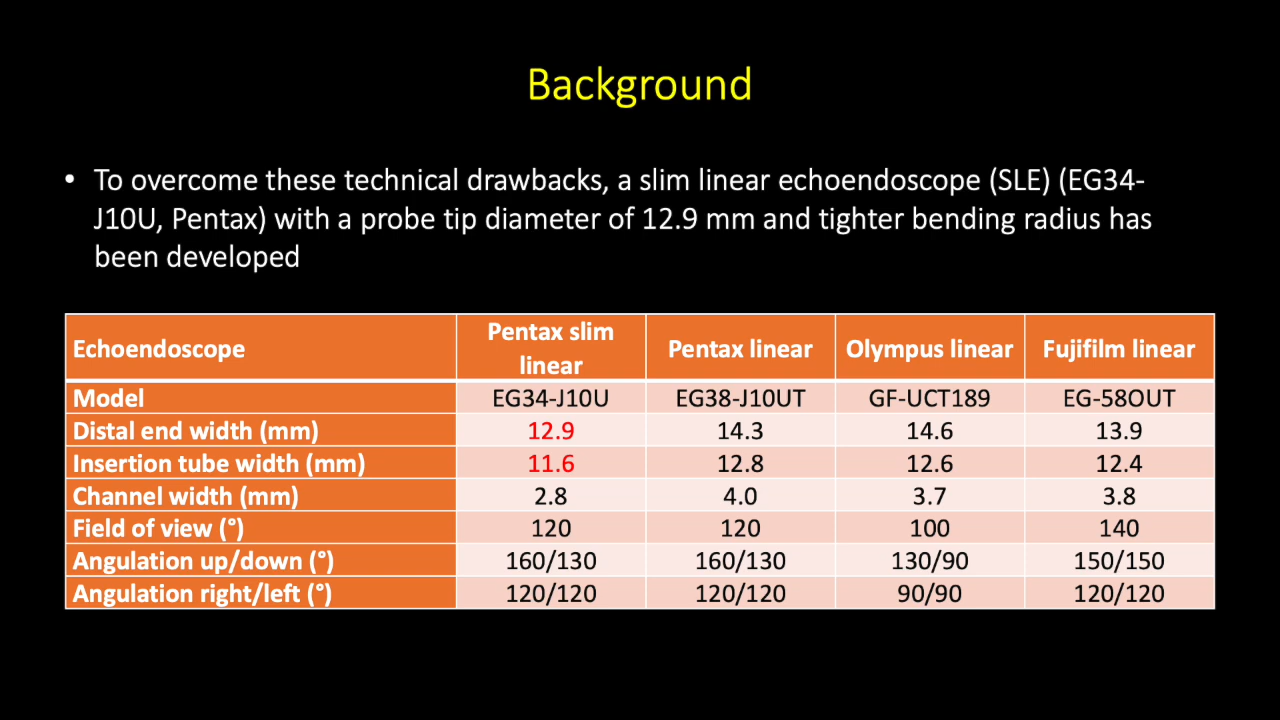 Background
• To overcome these technical drawbacks, a slim linear echoendoscope (SLE) (EG34-
J10U, Pentax) with a probe tip diameter of 12.9 mm and tighter bending radius has
been developed
Echoendoscope Pentax slim linear Pentax linear Olympus linear Fujifilm linear
Model EG34-J10U EG38-J10UT GF-UCT189 EG-58OUT
Distal end width (mm) 12.9 14.3 14.6 13.9
Insertion tube width (mm) 11.6 12.8 12.6 12.4
Channel width (mm) 2.8 4.0 3.7 3.8
Field of view (°) 120 120 100 140
Angulation up/down (°) 160/130 160/130 130/90 150/150
Angulation right/left (°) 120/120 120/120 90/90 120/120